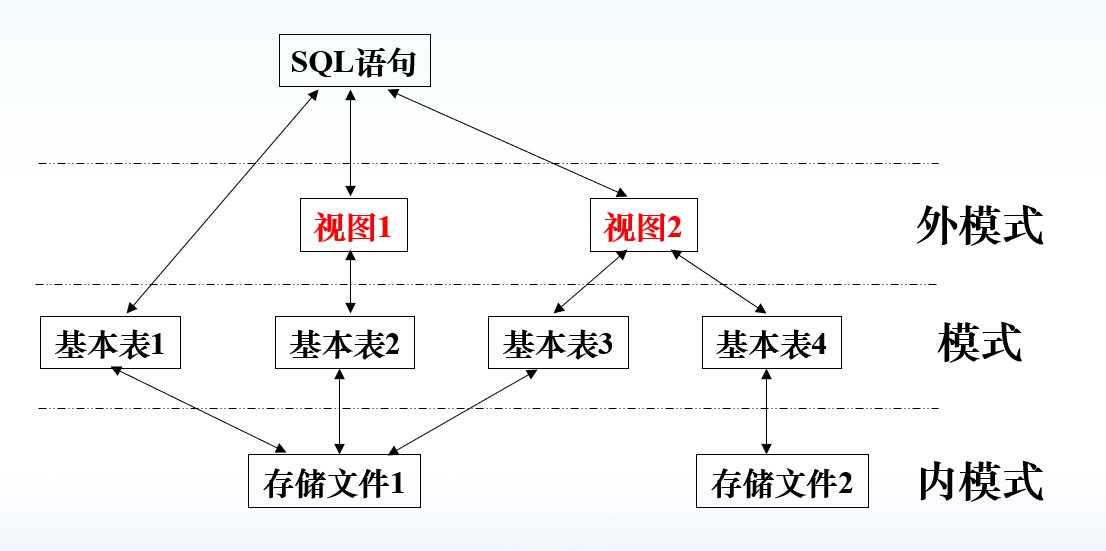 SQL语句
视图1
视图2
外模式
基本表1
基本表2
基本表3
基本表4
模式
存储文件1
存储文件2
内模式